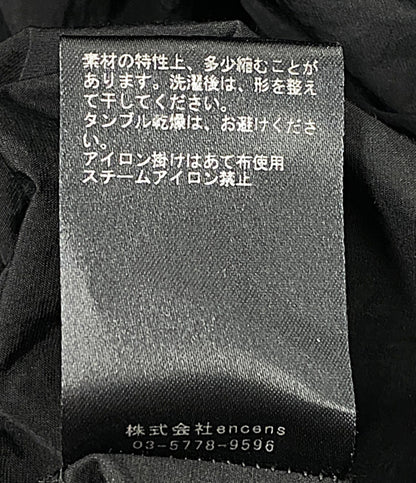 素材の特性上、多少縮むことが
あります。洗濯後は、形を整え
て干してください。
タンブル乾燥は、お避けくださ
い。
アイロン掛けはあて布使用
スチームアイロン禁止
株式会社encens
03-5778-9596